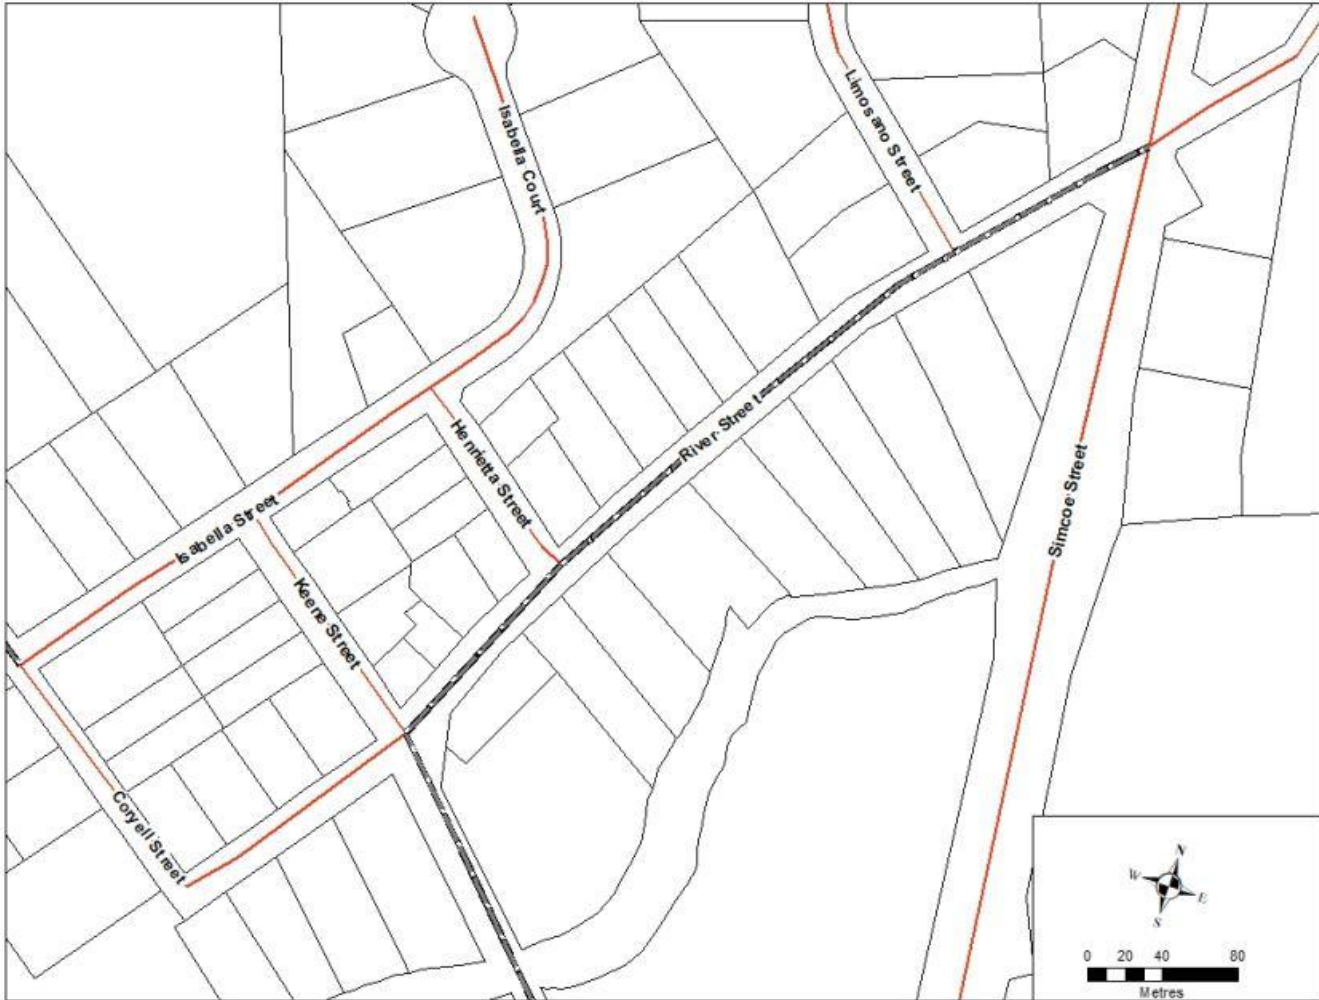 Isabella Court
Limosano Street
Henrietta Street
River Street
Isabella Street
Keene Street
Simcoe Street
Coryell Street
N
W
E
S
0 20 40 80
Metres